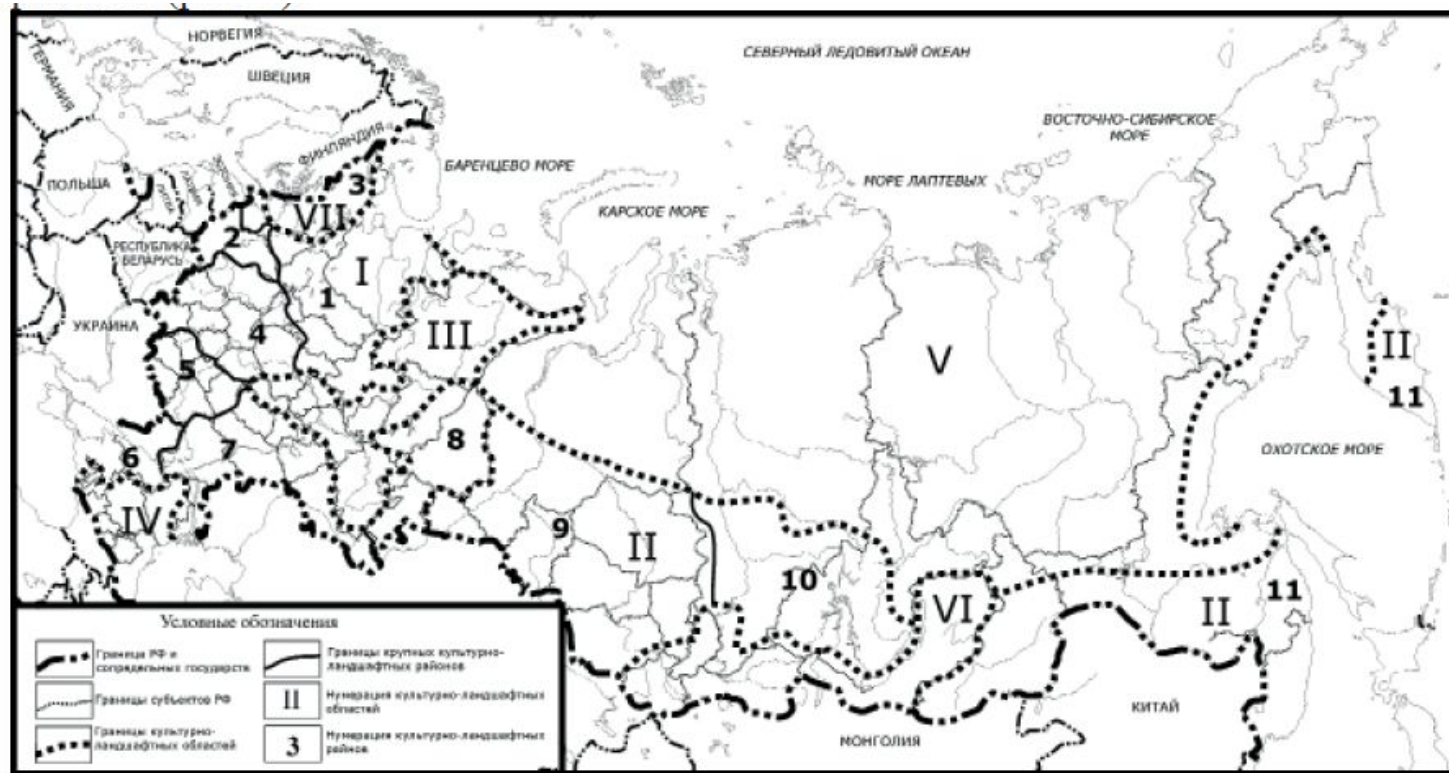 НОРВЕГИЯ
СЕВЕРНЫЙ ЛЕДОВИТЫЙ ОКЕАН
ГЕРМАНИЯ
ШВЕЦИЯ
ВОСТОЧНО-СИБИРСКОЕ
МОРЕ
ФИНЛЯНДИЯ
БАРЕНЦЕВО МОРЕ
ПОЛЬША
3
МОРЕ ЛАПТЕВЫХ
КАРСКОЕ МОРЕ
I
VII
2
РЕСПУБЛИКА
БЕЛАРУСЬ
I
1
УКРАИНА
4
III
V
II
5
11
8
6
7
ОХОТСКОЕ МОРЕ
IV
9
II
10
VI
II
11
КИТАЙ
МОНГОЛИЯ
Условные обозначения
Граница РФ и
сопредельных государств
Границы крупных культурно-
ландшафтных районов
Границы субъектов РФ
II
Нумерация культурно-ландшафтных
областей
Границы культурно-
ландшафтных областей
3
Нумерация культурно-ландшафтных
районов